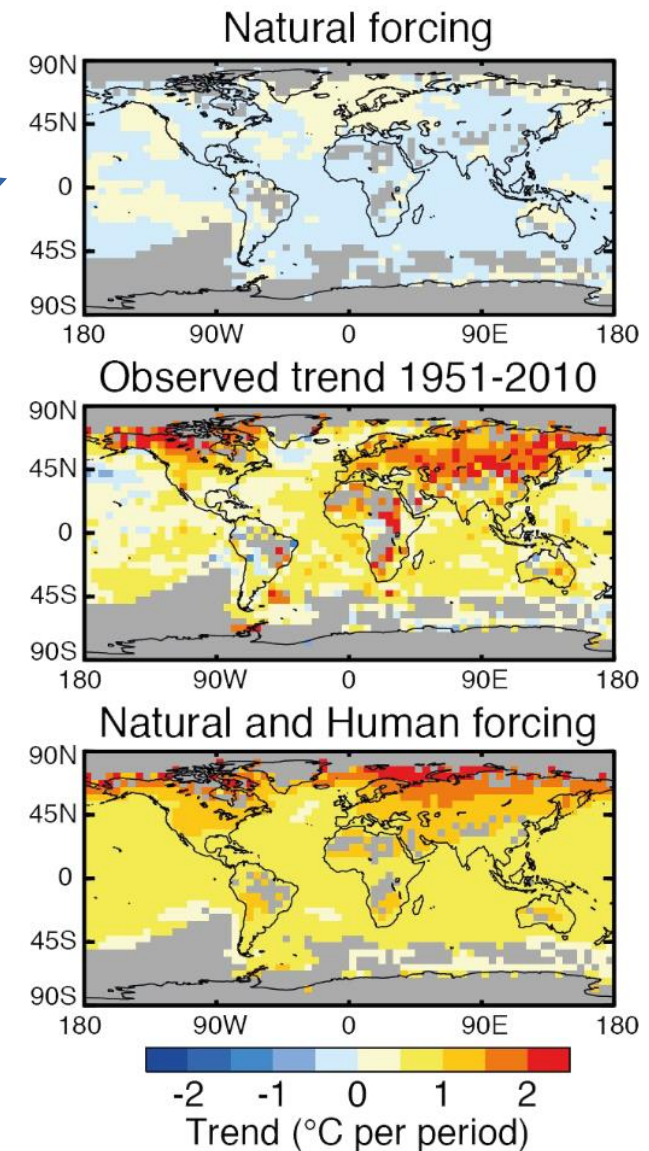 Natural forcing
90N
45N
0
45S
90S
180 90W 0 90E 180
Observed trend 1951-2010
90N
45N
0
45S
90S
180 90W 0 90E 180
Natural and Human forcing
90N
45N
0
45S
90S
180 90W 0 90E 180
-2 -1 0 1 2
Trend (°C per period)